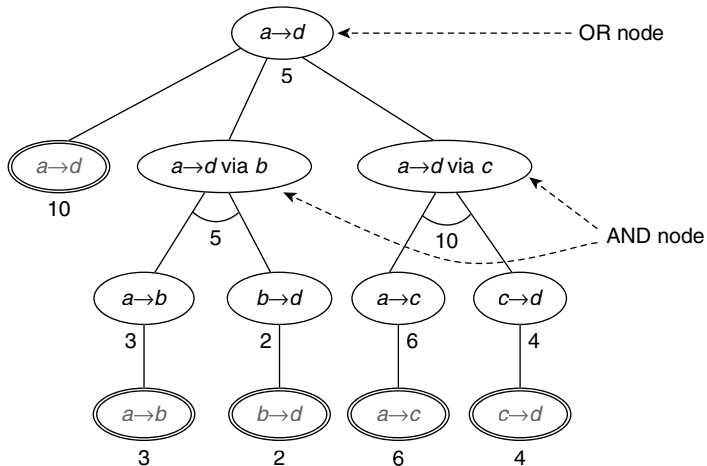 a→d
OR node
5
a→d
a→d via b
a→d via c
10
5
10
AND node
a→b
b→d
a→c
c→d
3
2
6
4
a→b
b→d
a→c
c→d
3
2
6
4